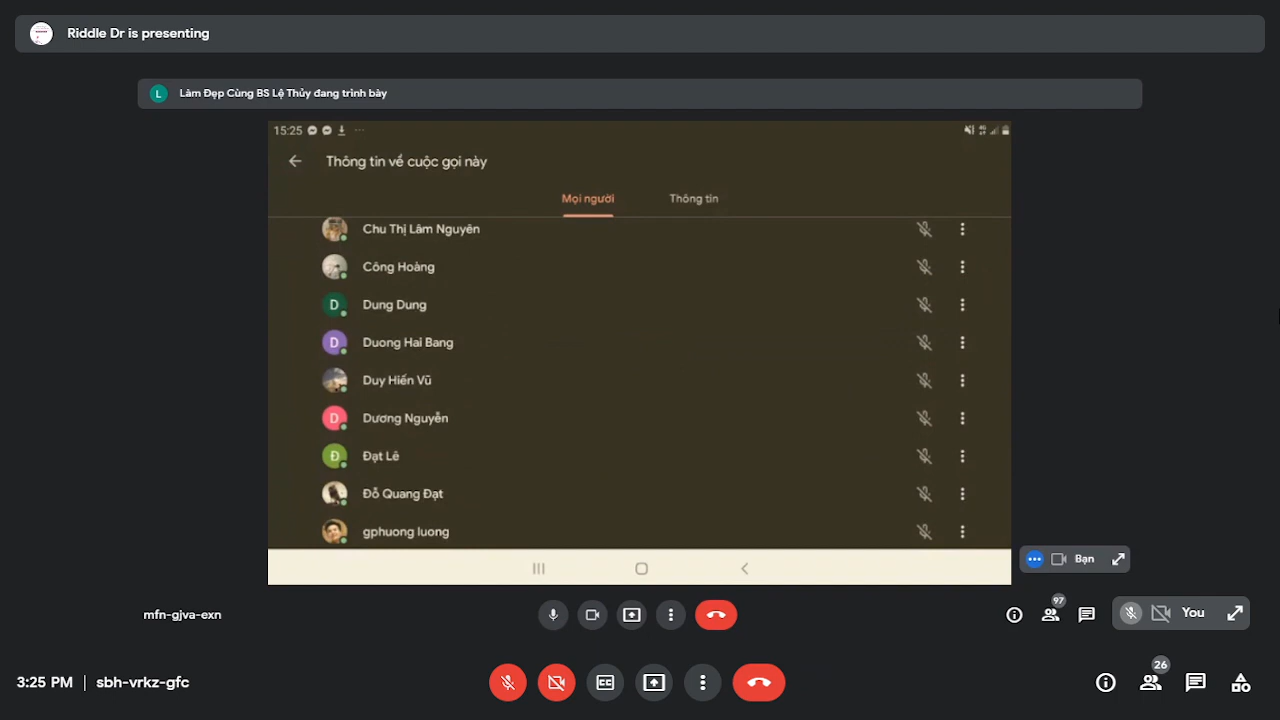 Riddle Dr is presenting
L Làm Đẹp Cùng BS Lệ Thủy đang trình bày
15:25
Thông tin về cuộc gọi này
Mọi người Thông tin
Chu Thị Lâm Nguyên
Công Hoàng
D Dung Dung
D Duong Hai Bang
Duy Hiến Vũ
D Dương Nguyễn
Đ Đạt Lê
Đỗ Quang Đạt
gphuong luong
Bạn
mfn-gjva-exn 97 You
3:25 PM | sbh-vrkz-gfc CC 26